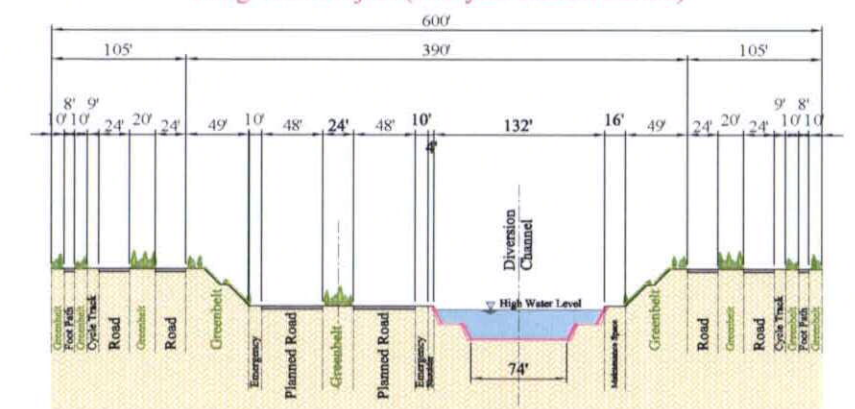 600'
105' 390' 105'
10' 8' 10' 9' 24' 20' 24' 49' 10' 48' 24' 48' 10' 4' 132' 16' 49' 24' 20' 24' 9' 10' 8' 10'
Diversion
Channel
High Water Level
Greenbelt
Foot Path
Greenbelt
Cycle Track
Road
Greenbelt
Road
Greenbelt
Emergency
Planned Road
Greenbelt
Planned Road
Emergency
Shoulder
74'
Maintenance Space
Greenbelt
Road
Greenbelt
Road
Cycle Track
Greenbelt
Foot Path
Greenbelt